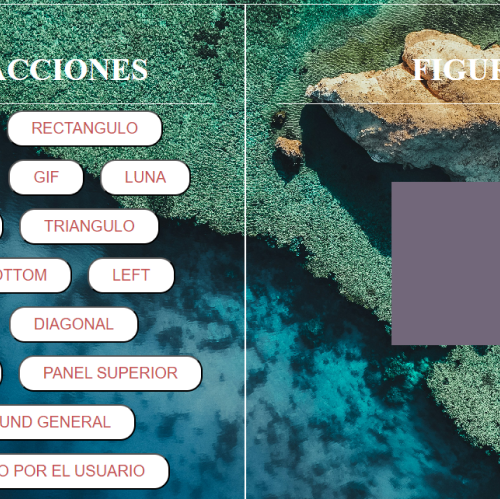 ACCIONES
FIGU
RECTANGULO
GIF
LUNA
TRIANGULO
OTTOM
LEFT
DIAGONAL
PANEL SUPERIOR
UND GENERAL
O POR EL USUARIO